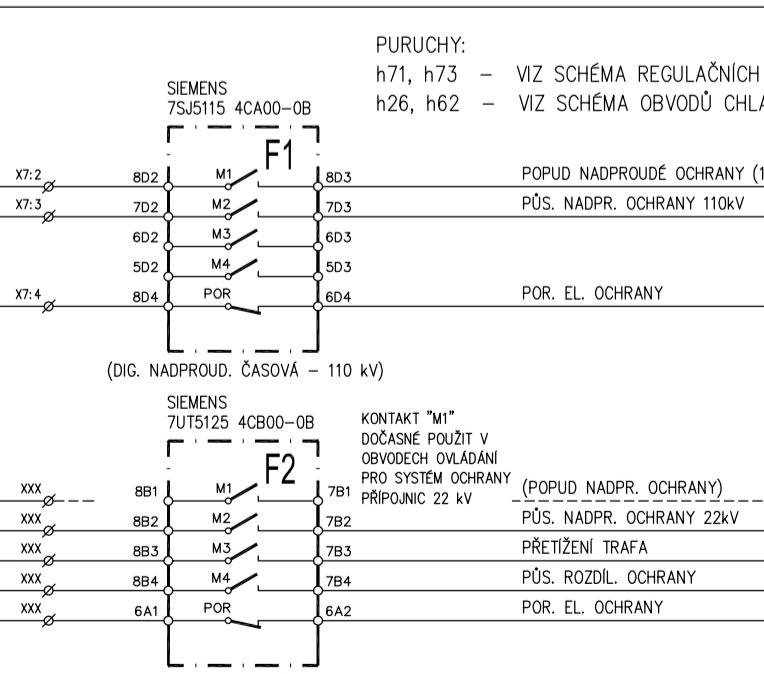 PURUCHY:
h71, h73 – VIZ SCHÉMA REGULAČNÍCH
h26, h62 – VIZ SCHÉMA OBVODŮ
SIEMENS
7SJ5115 4CA00-0B
F1
X7:2 8D2 M1 8D3 POPUD NADPROUDÉ OCHRANY
X7:3 7D2 M2 7D3 PŮS. NADPR. OCHRANY 110kV
6D2 M3 6D3
5D2 M4 5D3
X7:4 8D4 POR 6D4 POR. EL. OCHRANY
(DIG. NADPROUD. ČASOVÁ – 110 kV)
SIEMENS
7UT5125 4CB00-0B
F2
KONTAKT "M1"
DOČASNÉ POUŽIT V
OBVODECH OVLÁDÁNÍ
PRO SYSTÉM OCHRANY
PŘÍPOJNIC 22 kV
XXX 8B1 M1 7B1 (POPUD NADPR. OCHRANY)
XXX 8B2 M2 7B2 PŮS. NADPR. OCHRANY 22kV
XXX 8B3 M3 7B3 PŘETÍŽENÍ TRAFA
XXX 8B4 M4 7B4 PŮS. ROZDÍL. OCHRANY
XXX 6A1 POR 6A2 POR. EL. OCHRANY